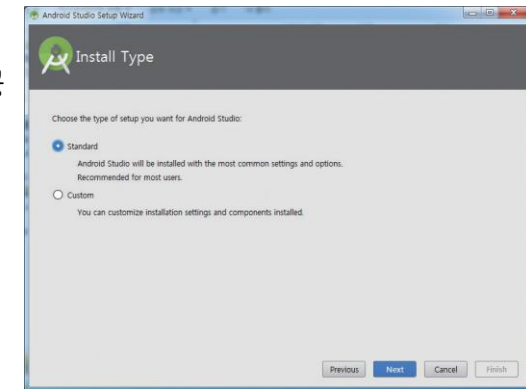 Android Studio Setup Wizard
Install Type
Choose the type of setup you want for Android Studio:
Standard
Android Studio will be installed with the most common settings and options.
Recommended for most users.
Custom
You can customize installation settings and components installed.
Previous
Next
Cancel
Finish